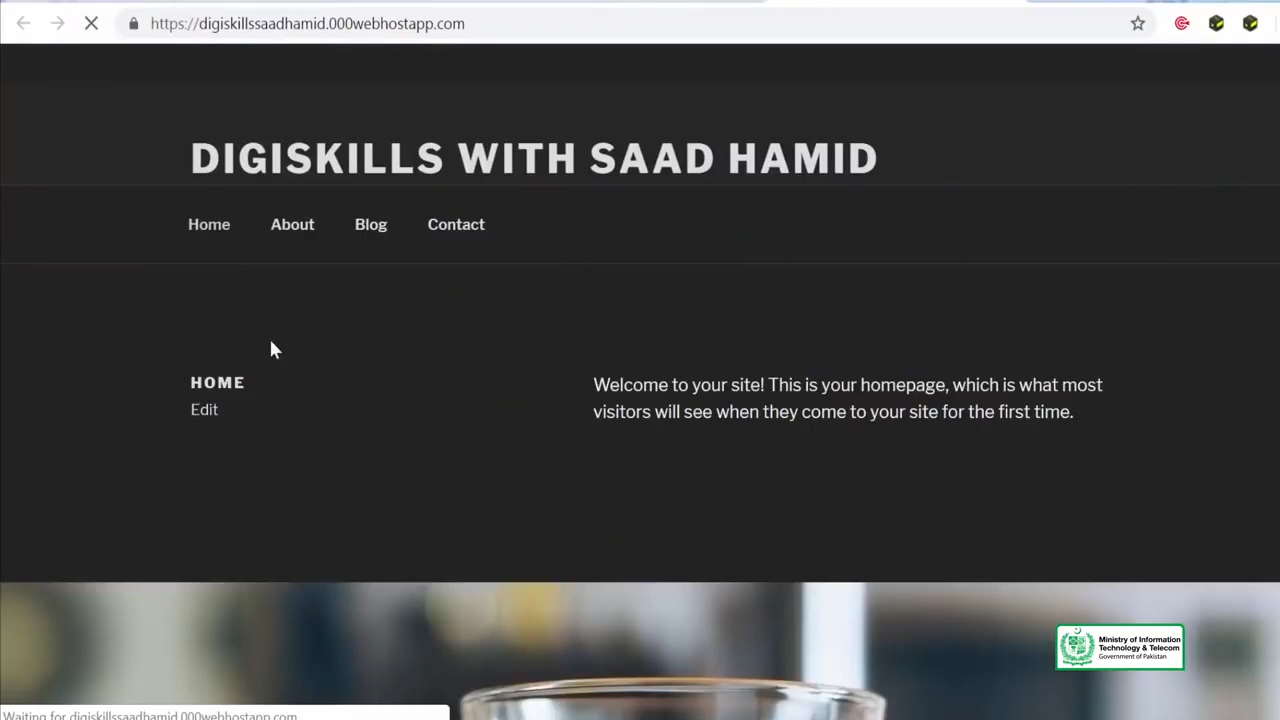 https://digiskillssaadhamid.000webhostapp.com
DIGISKILLS WITH SAAD HAMID
Home About Blog Contact
HOME
Edit
Welcome to your site! This is your homepage, which is what most
visitors will see when they come to your site for the first time.
Ministry of Information
Technology & Telecom
Government of Pakistan
Waiting for digiskillssaadhamid.000webhostapp.com